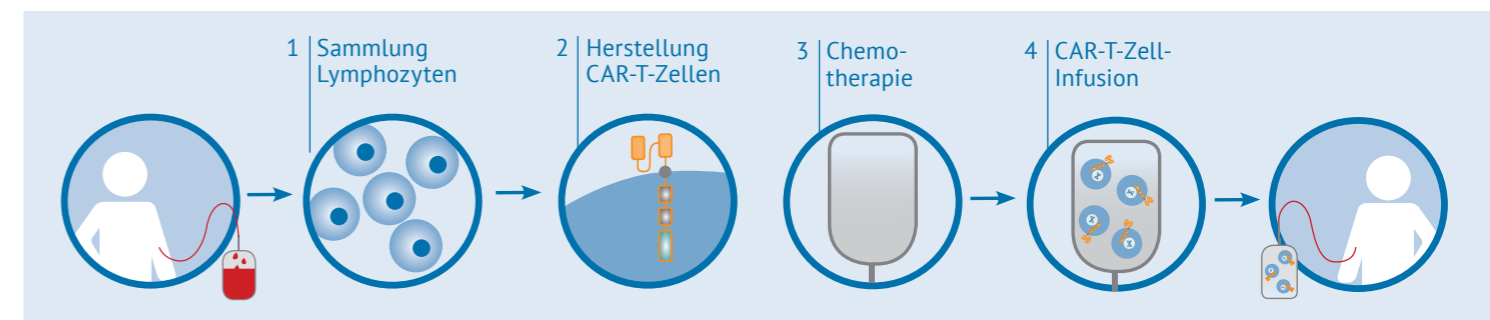 1 Sammlung
Lymphozyten
2 Herstellung
CAR-T-Zellen
3 Chemo-
therapie
4 CAR-T-Zell-
Infusion